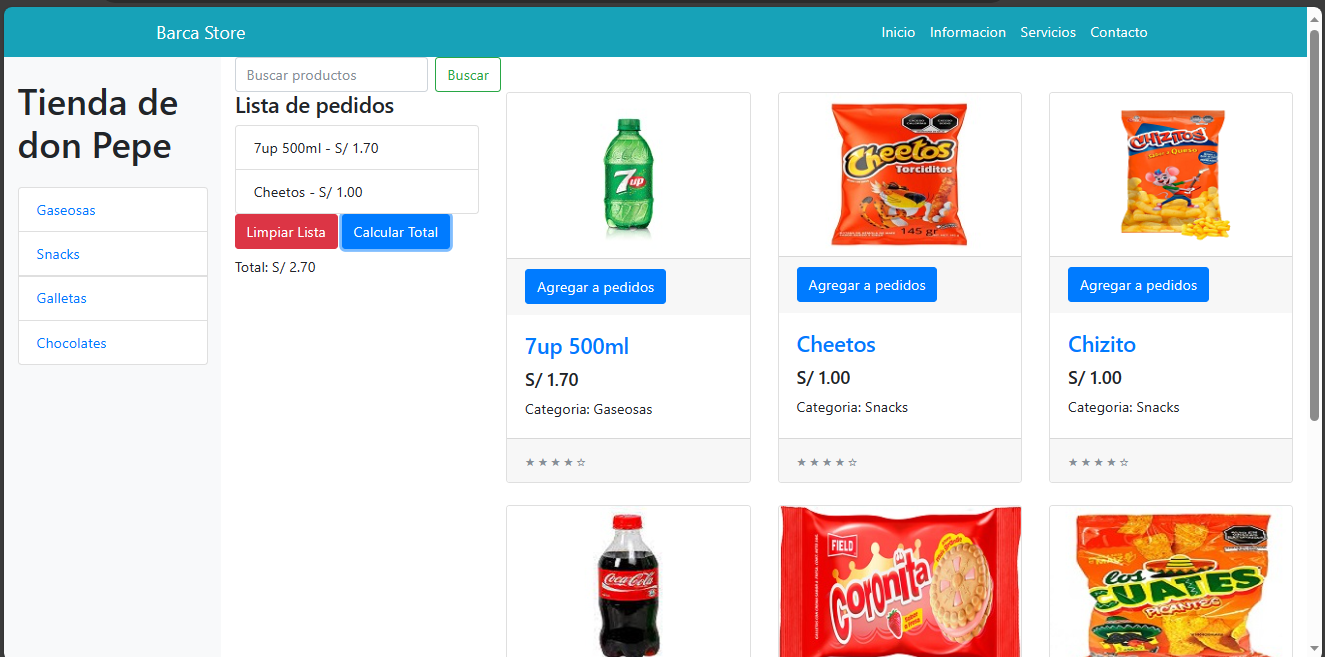 Barca Store
Inicio Informacion Servicios Contacto
Tienda de
don Pepe
Gaseosas
Snacks
Galletas
Chocolates
Buscar productos Buscar
Lista de pedidos
7up 500ml - S/ 1.70
Cheetos - S/ 1.00
Limpiar Lista Calcular Total
Total: S/ 2.70
7up
Agregar a pedidos
7up 500ml
S/ 1.70
Categoria: Gaseosas
★ ★ ★ ★ ☆
Cheetos
Torciditos
145 gr
Agregar a pedidos
Cheetos
S/ 1.00
Categoria: Snacks
★ ★ ★ ★ ☆
CHIZITOS
Agregar a pedidos
Chizito
S/ 1.00
Categoria: Snacks
★ ★ ★ ★ ☆
Coca-Cola
FIELD
Coronita
los
CUATES
PICANTES